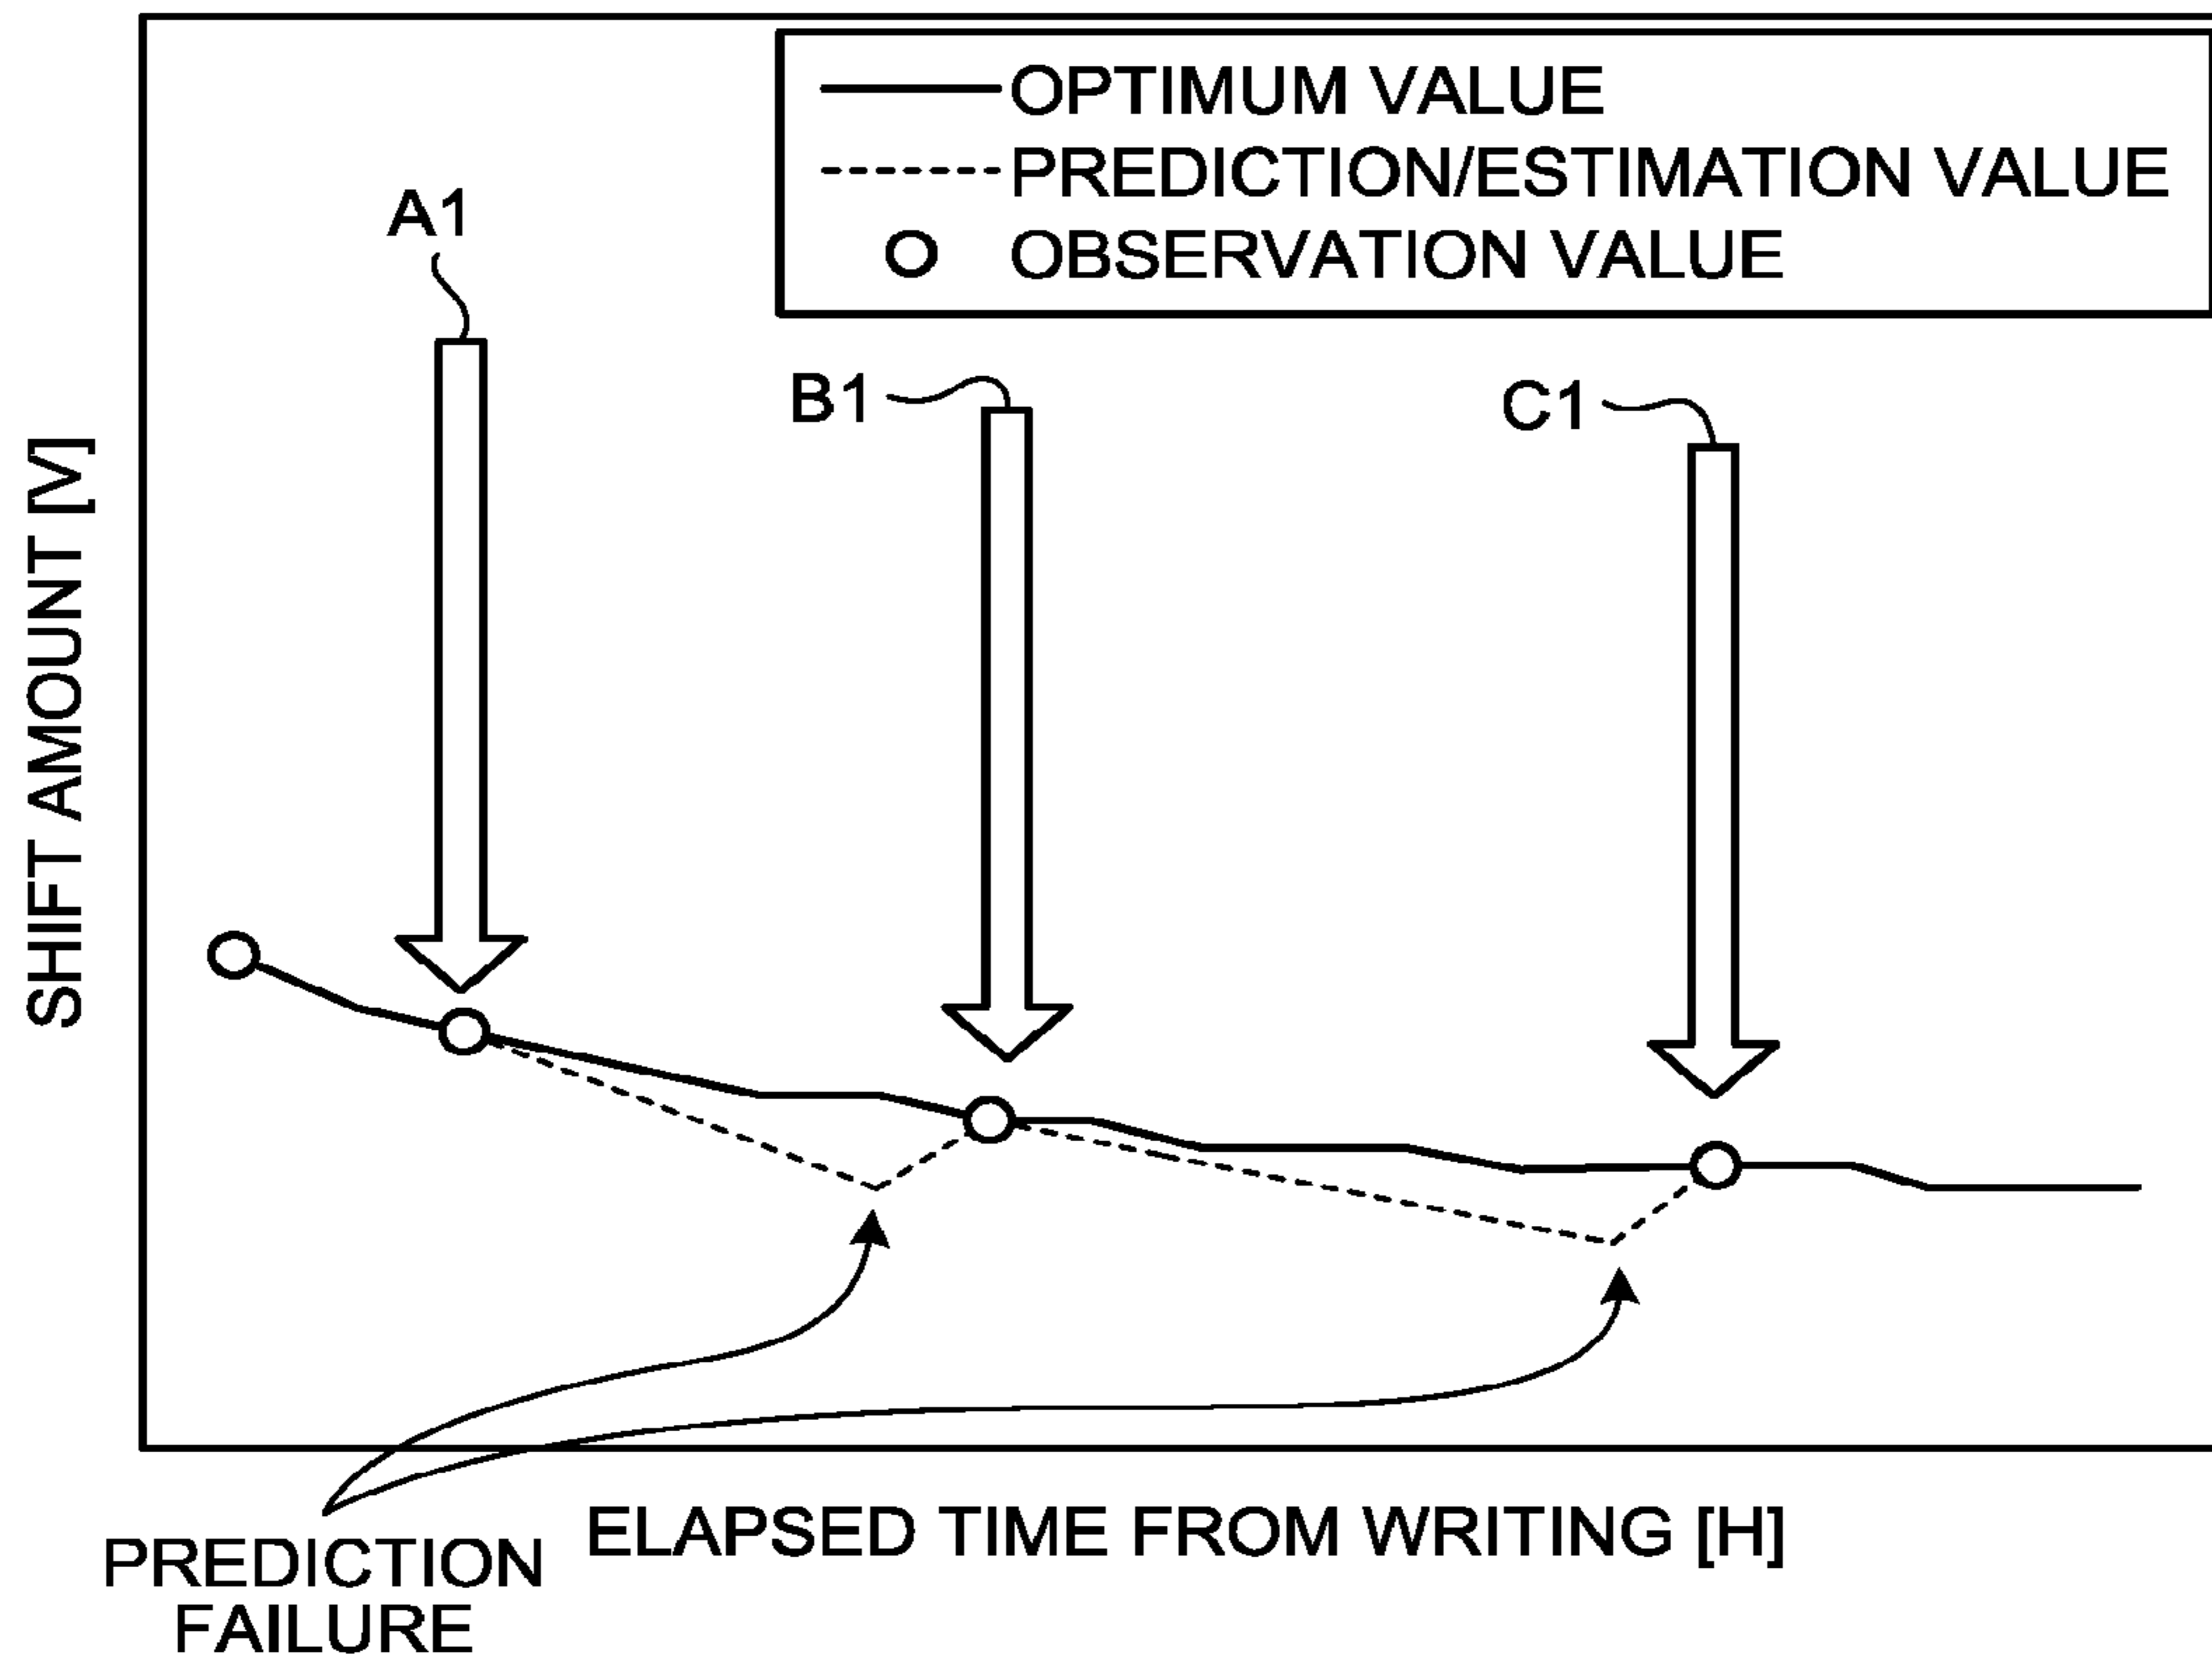 OPTIMUM VALUE
PREDICTION/ESTIMATION VALUE
OBSERVATION VALUE
A1
B1
C1
SHIFT AMOUNT [V]
ELAPSED TIME FROM WRITING [H]
PREDICTION
FAILURE